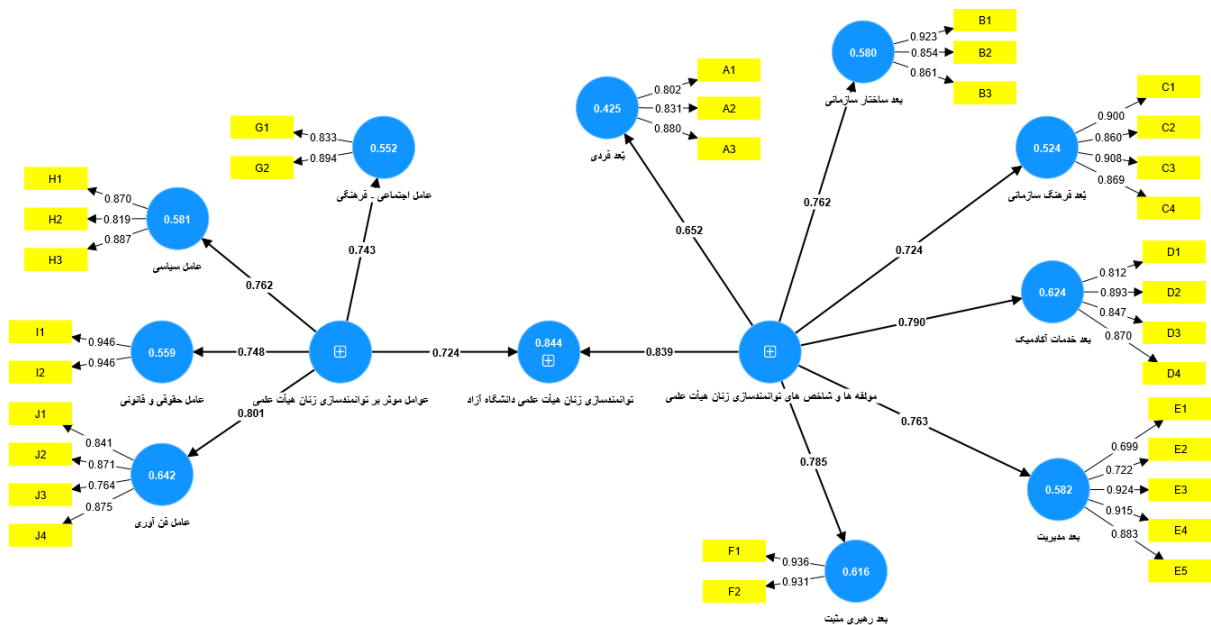 B1
0.923
0.580
0.854
B2
0.861
B3
بعد ساختار سازمانی
A1
0.802
0.425
0.831
A2
0.880
A3
بُعد فردی
C1
0.900
C2
0.860
0.524
0.908
C3
0.869
C4
بُعد فرهنگ سازمانی
G1
0.833
0.552
0.894
G2
عامل اجتماعی - فرهنگی
H1
0.870
0.581
0.819
H2
0.887
H3
عامل سیاسی
0.743
0.762
0.652
0.762
0.724
D1
0.812
0.624
0.893
D2
0.847
D3
0.870
D4
بعد خدمات آکادمیک
0.790
I1
0.946
0.559
0.946
I2
عامل حقوقی و قانونی
0.748
0.724
0.844
0.839
عوامل موثر بر توانمندسازی زنان هیأت علمی
توانمندسازی زنان هیأت علمی دانشگاه آزاد
مولفه ها و شاخص های توانمندسازی زنان هیأت علمی
0.801
0.785
0.763
J1
0.841
J2
0.871
0.642
0.764
J3
0.875
J4
عامل فن آوری
E1
0.699
E2
0.722
0.582
0.924
E3
0.915
E4
0.883
E5
بعد مدیریت
F1
0.936
0.616
0.931
F2
بعد رهبری مثبت